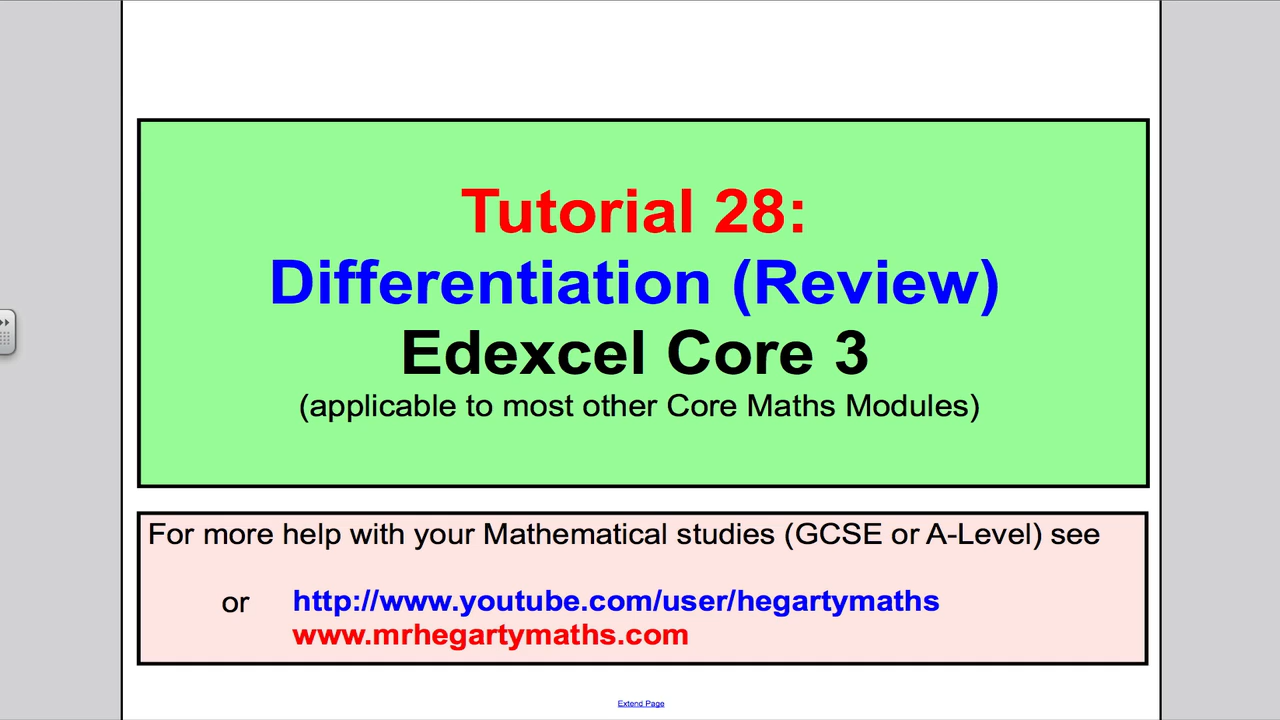 Tutorial 28:
Differentiation (Review)
Edexcel Core 3
(applicable to most other Core Maths Modules)
For more help with your Mathematical studies (GCSE or A-Level) see
or http://www.youtube.com/user/hegartymaths
www.mrhegartymaths.com
Extend Page